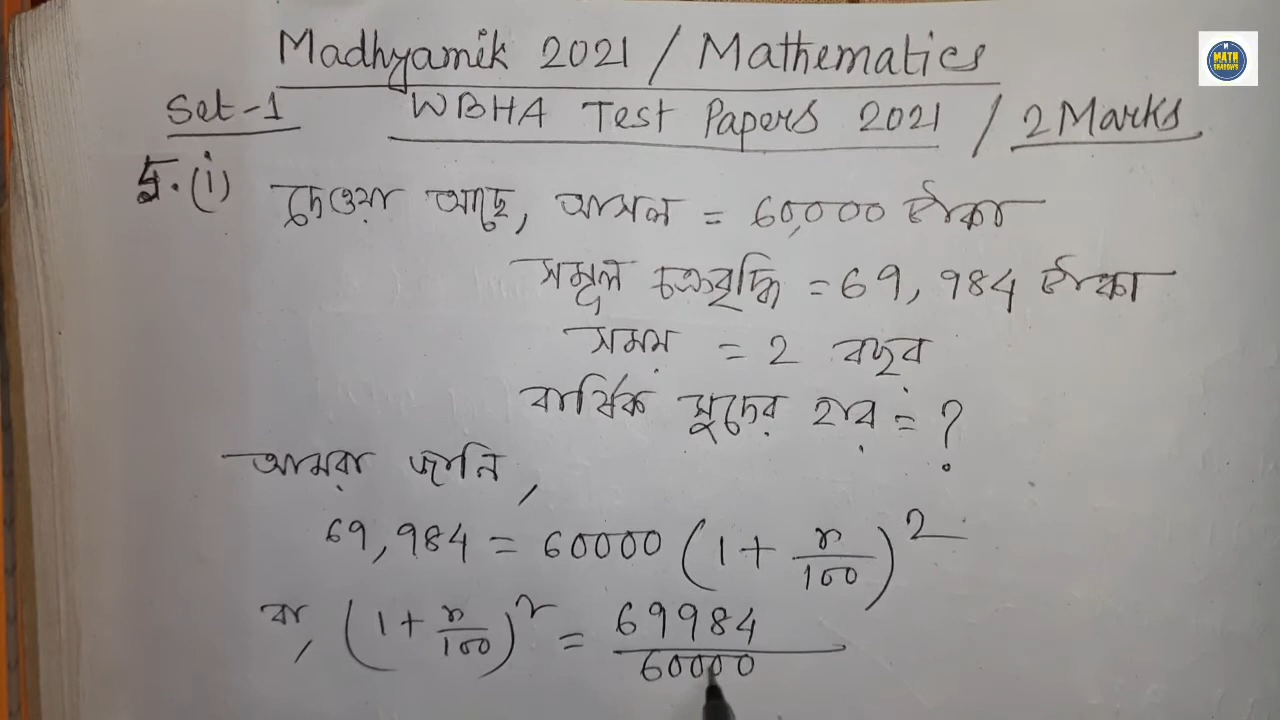 Madhyamik 2021 / Mathematics
MATH
Set-1 WBHA Test Papers 2021 / 2 Marks
5.(i) দেওয়া আছে, আসল = 60,000 টাকা
সমূল চক্রবৃদ্ধি = 69,984 টাকা
সময় = 2 বছর
বার্ষিক সুদের হার = ?
আমরা জানি,
69,984 = 60000 (1 + r/100)^2
বা, (1 + r/100)^2 = 69984/60000